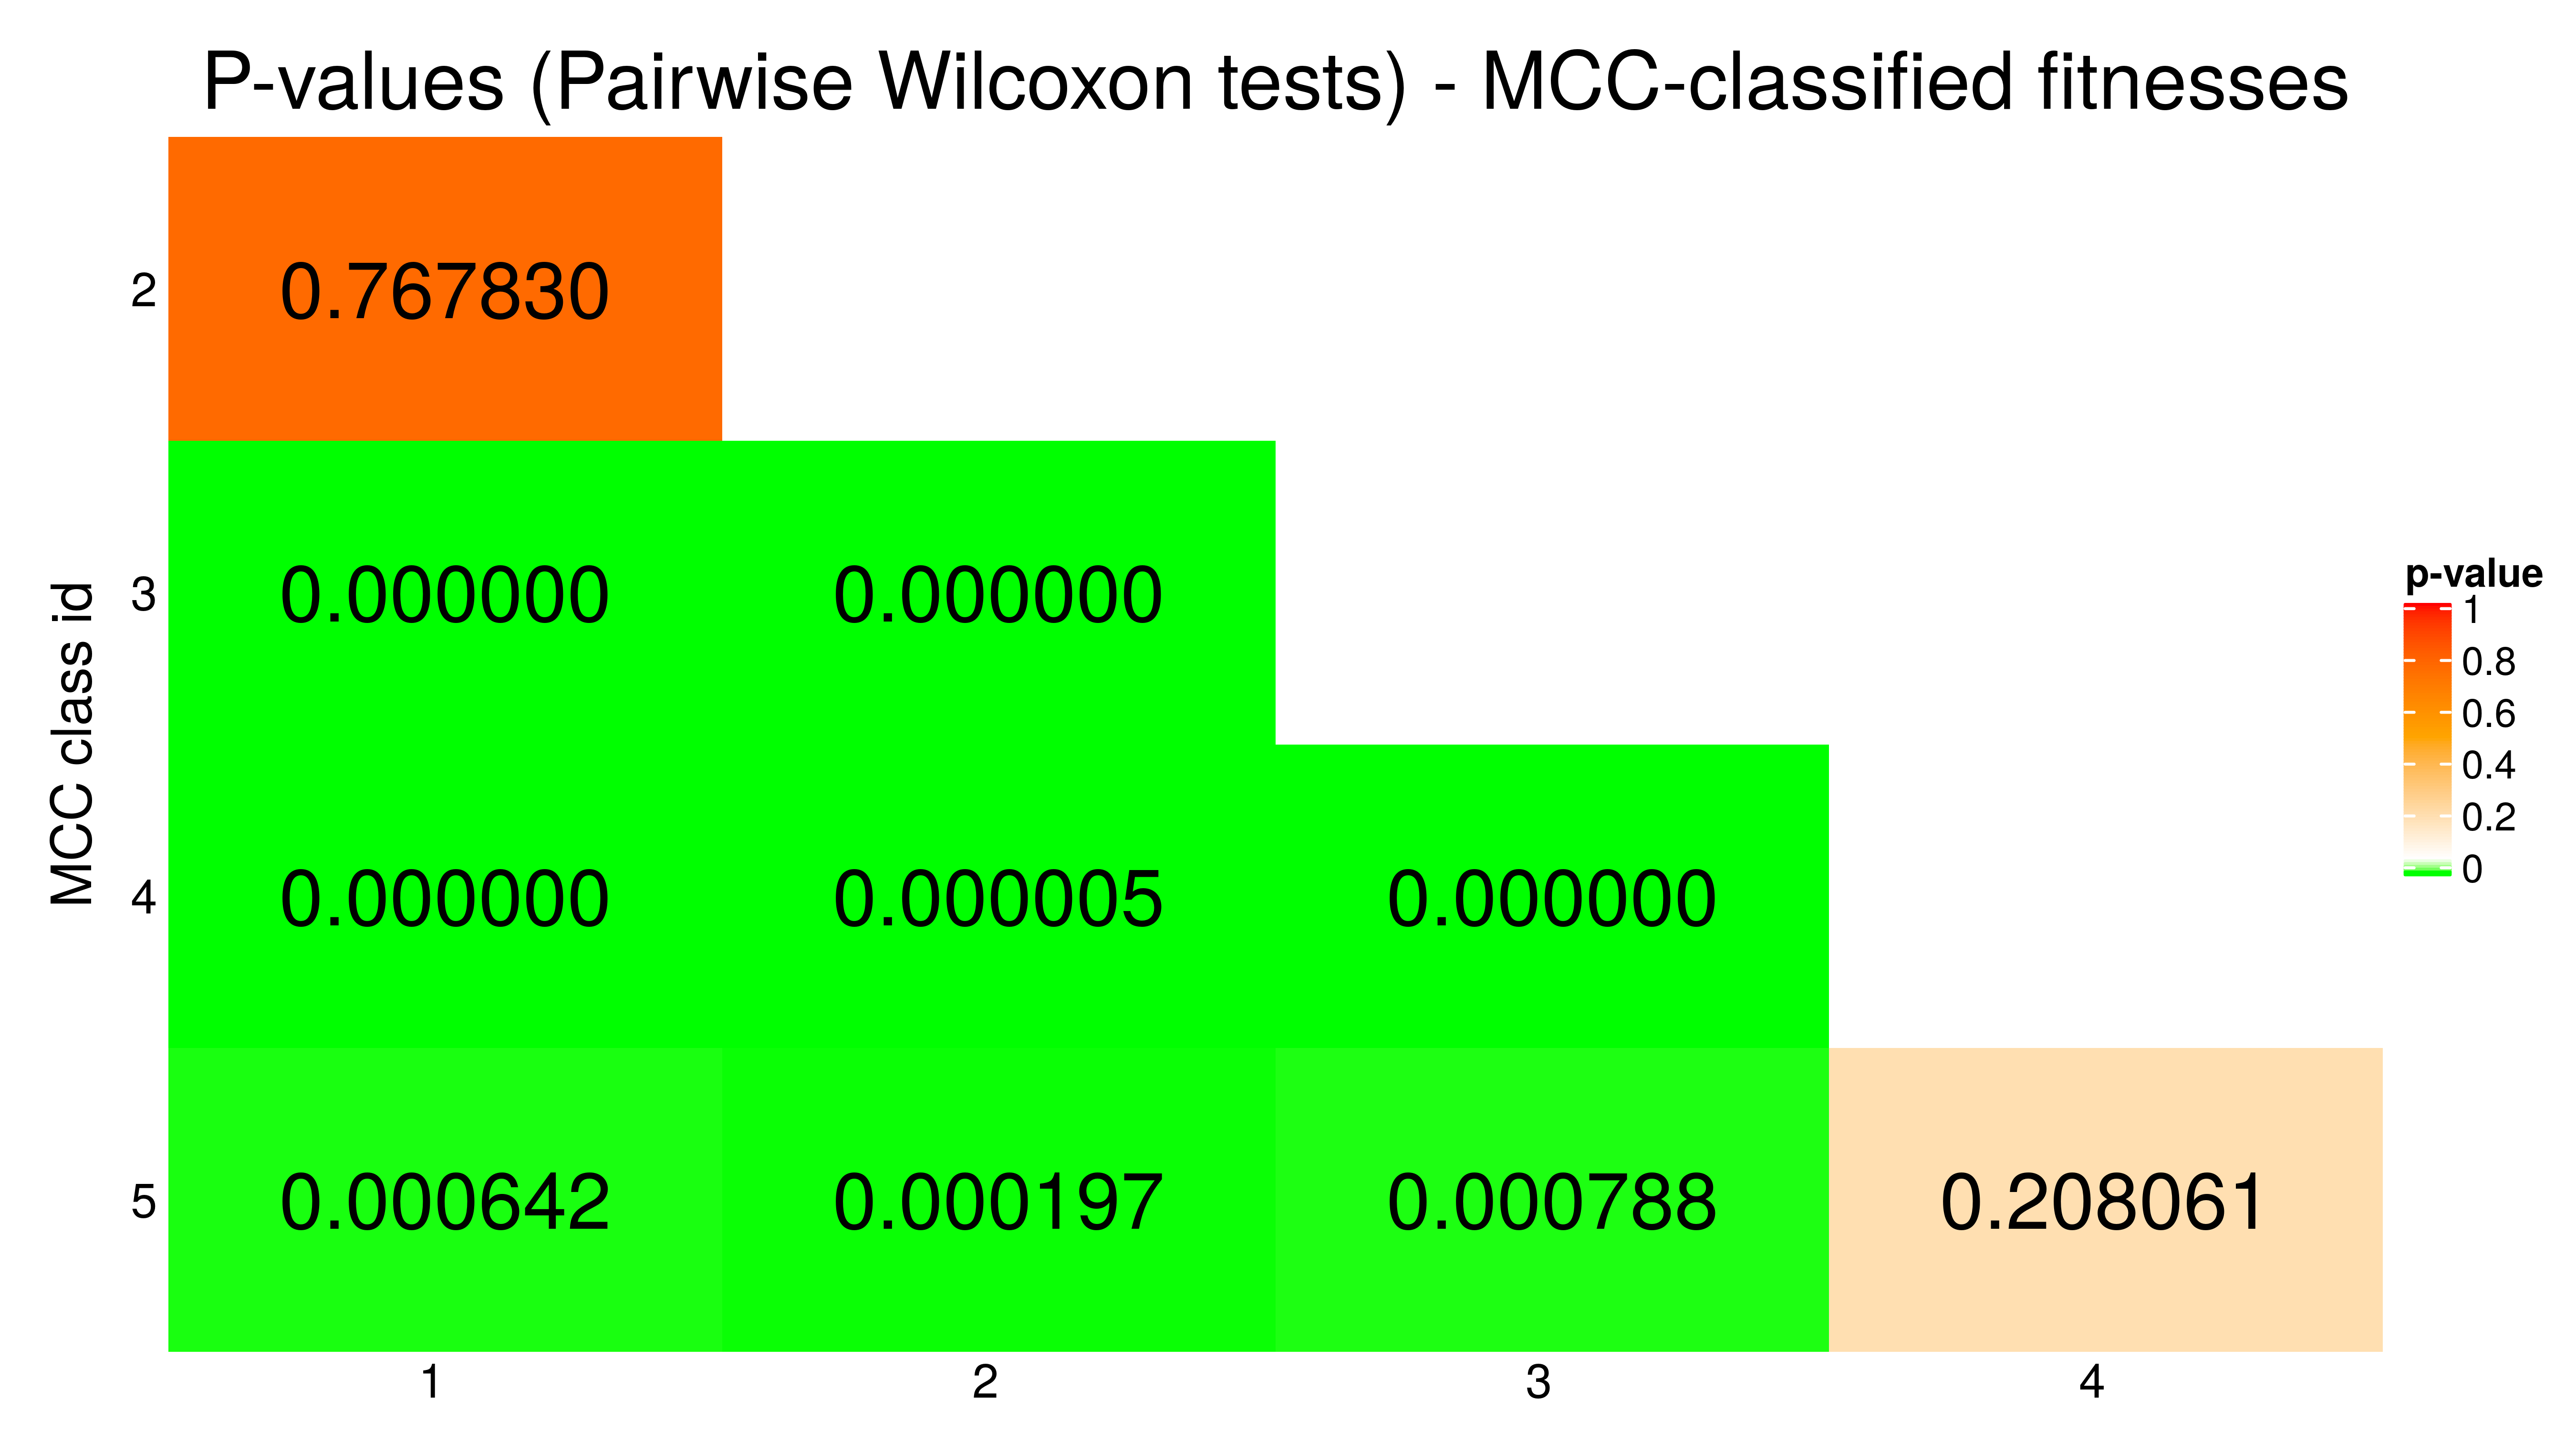 P-values (Pairwise Wilcoxon tests) - MCC-classified fitnesses
MCC class id
2 0.767830
3 0.000000 0.000000
4 0.000000 0.000005 0.000000
5 0.000642 0.000197 0.000788 0.208061
1 2 3 4
p-value
1
0.8
0.6
0.4
0.2
0